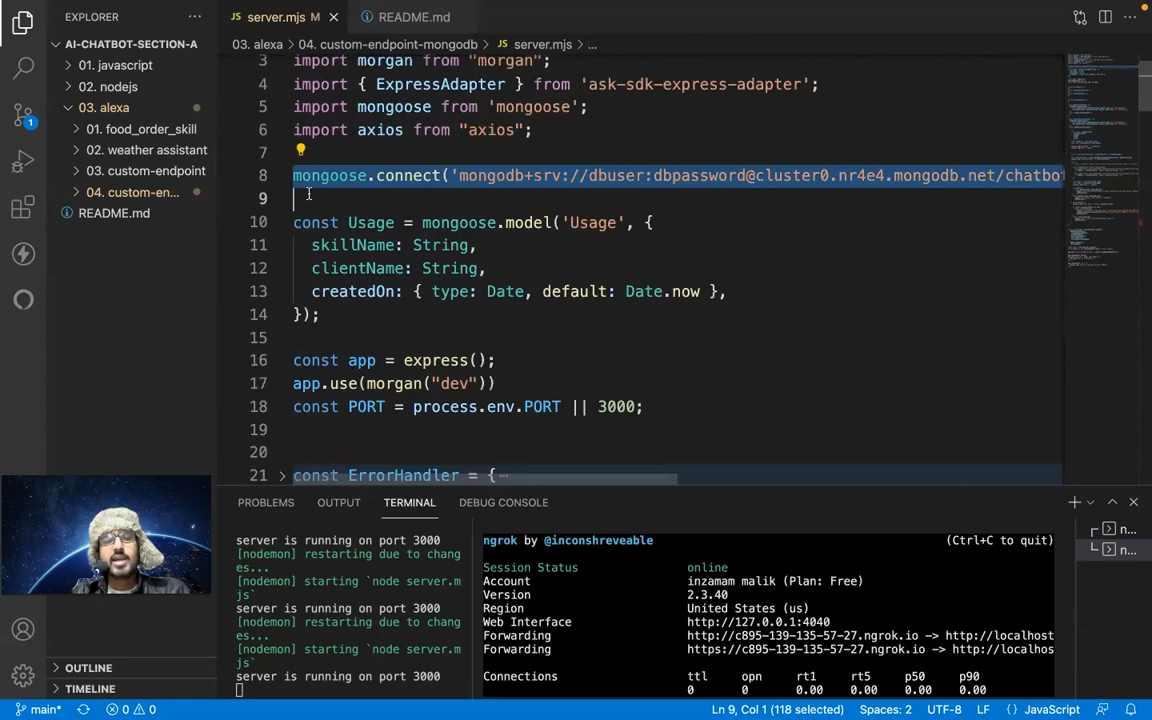 EXPLORER
AI-CHATBOT-SECTION-A
01. javascript
02. nodejs
03. alexa
01. food_order_skill
02. weather assistant
03. custom-endpoint
04. custom-en...
README.md
OUTLINE
TIMELINE
1
server.mjs M
README.md
03. alexa > 04. custom-endpoint-mongodb > JS server.mjs > ...
3 import morgan from "morgan";
4 import { ExpressAdapter } from 'ask-sdk-express-adapter';
5 import mongoose from 'mongoose';
6 import axios from "axios";
7
8 mongoose.connect('mongodb+srv://dbuser:dbpassword@cluster0.nr4e4.mongodb.net/chatbot
9
10 const Usage = mongoose.model('Usage', {
11 skillName: String,
12 clientName: String,
13 createdOn: { type: Date, default: Date.now },
14 });
15
16 const app = express();
17 app.use(morgan("dev"))
18 const PORT = process.env.PORT || 3000;
19
20
21 const ErrorHandler = {
PROBLEMS OUTPUT TERMINAL DEBUG CONSOLE
server is running on port 3000
[nodemon] restarting due to chang
es...
[nodemon] starting `node server.m
js`
server is running on port 3000
[nodemon] restarting due to chang
es...
[nodemon] starting `node server.m
js`
server is running on port 3000
ngrok by @inconshreveable (Ctrl+C to quit)
Session Status online
Account inzamam malik (Plan: Free)
Version 2.3.40
Region United States (us)
Web Interface http://127.0.0.1:4040
Forwarding http://c895-139-135-57-27.ngrok.io -> http://localhost
Forwarding https://c895-139-135-57-27.ngrok.io -> http://localhos
Connections ttl opn rt1 rt5 p50 p90
0 0 0.00 0.00 0.00 0.00
n...
n...
main* 0 0 Ln 9, Col 1 (118 selected) Spaces: 2 UTF-8 LF {} JavaScript